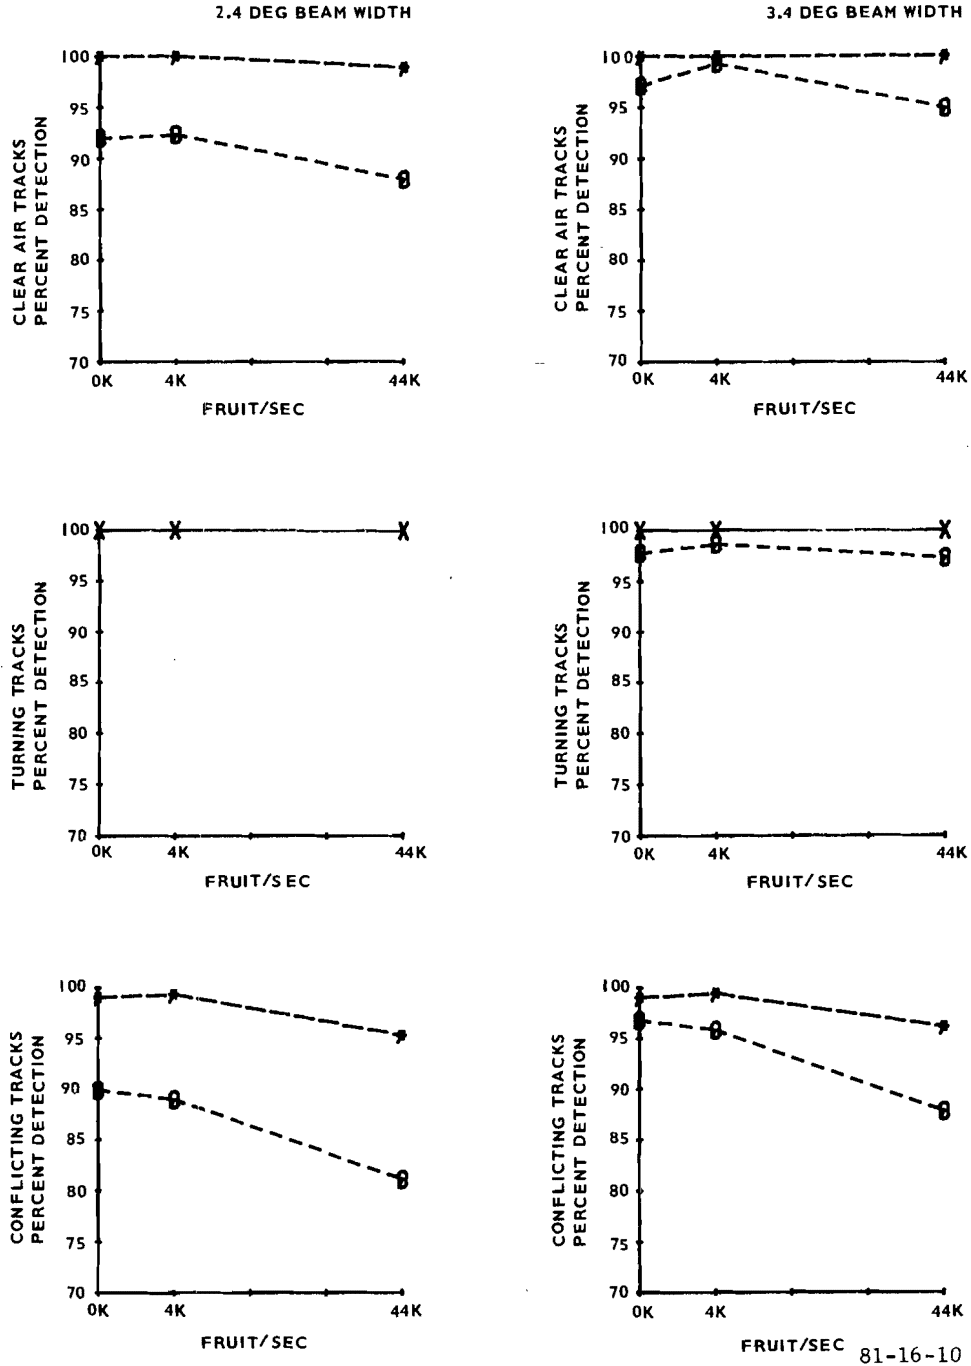 2.4 DEG BEAM WIDTH
3.4 DEG BEAM WIDTH
CLEAR AIR TRACKS
PERCENT DETECTION
100
95
90
85
80
75
70
0K 4K 44K
FRUIT/SEC
CLEAR AIR TRACKS
PERCENT DETECTION
100
95
90
85
80
75
70
0K 4K 44K
FRUIT/SEC
TURNING TRACKS
PERCENT DETECTION
100
95
90
85
80
75
70
0K 4K 44K
FRUIT/SEC
TURNING TRACKS
PERCENT DETECTION
100
95
90
85
80
75
70
0K 4K 44K
FRUIT/SEC
CONFLICTING TRACKS
PERCENT DETECTION
100
95
90
85
80
75
70
0K 4K 44K
FRUIT/SEC
CONFLICTING TRACKS
PERCENT DETECTION
100
95
90
85
80
75
70
0K 4K 44K
FRUIT/SEC
81-16-10